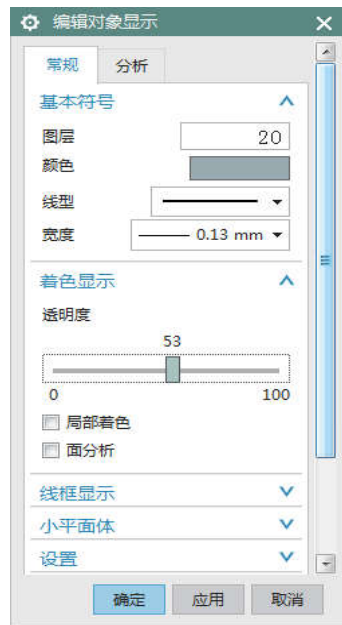 编辑对象显示
常规 分析
基本符号
图层 20
颜色
线型
宽度 0.13 mm
着色显示
透明度
53
0 100
局部着色
面分析
线框显示
小平面体
设置
确定 应用 取消